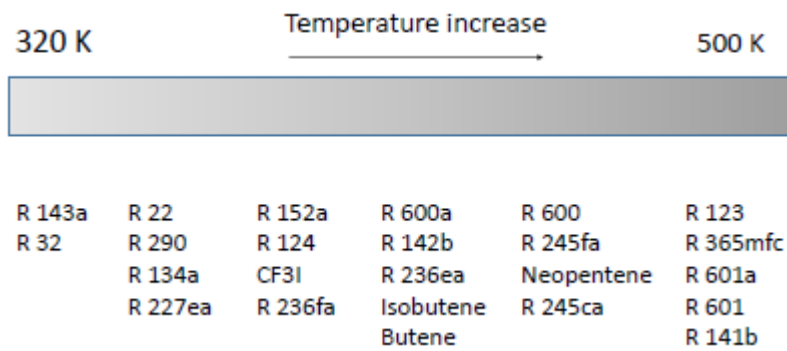 Temperature increase
320 K 500 K
R 143a R 22 R 152a R 600a R 600 R 123
R 32 R 290 R 124 R 142b R 245fa R 365mfc
R 134a CF3I R 236ea Neopentene R 601a
R 227ea R 236fa Isobutene R 245ca R 601
Butene R 141b